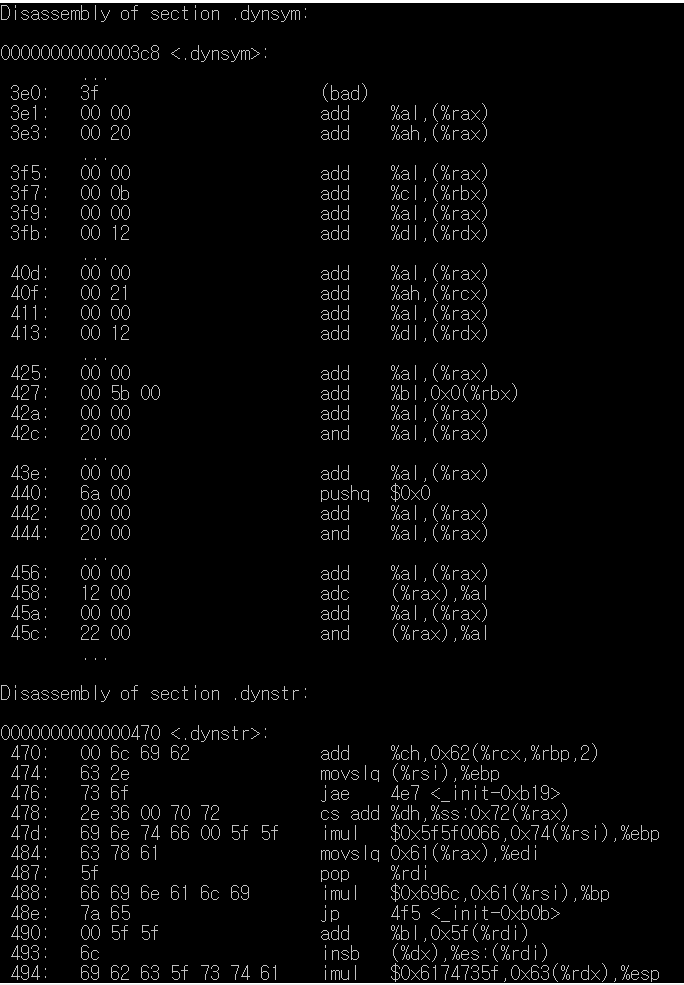 Disassembly of section .dynsym:
00000000000003c8 <.dynsym>:
...
3e0: 3f (bad)
3e1: 00 00 add %al,(%rax)
3e3: 00 20 add %ah,(%rax)
...
3f5: 00 00 add %al,(%rax)
3f7: 00 0b add %cl,(%rbx)
3f9: 00 00 add %al,(%rax)
3fb: 00 12 add %dl,(%rdx)
...
40d: 00 00 add %al,(%rax)
40f: 00 21 add %ah,(%rcx)
411: 00 00 add %al,(%rax)
413: 00 12 add %dl,(%rdx)
...
425: 00 00 add %al,(%rax)
427: 00 5b 00 add %bl,0x0(%rbx)
42a: 00 00 add %al,(%rax)
42c: 20 00 and %al,(%rax)
...
43e: 00 00 add %al,(%rax)
440: 6a 00 pushq $0x0
442: 00 00 add %al,(%rax)
444: 20 00 and %al,(%rax)
...
456: 00 00 add %al,(%rax)
458: 12 00 adc (%rax),%al
45a: 00 00 add %al,(%rax)
45c: 22 00 and (%rax),%al
...
Disassembly of section .dynstr:
0000000000000470 <.dynstr>:
470: 00 6c 69 62 add %ch,0x62(%rcx,%rbp,2)
474: 63 2e movslq (%rsi),%ebp
476: 73 6f jae 4e7 <_init-0xb19>
478: 2e 36 00 70 72 cs add %dh,%ss:0x72(%rax)
47d: 69 6e 74 66 00 5f 5f imul $0x5f5f0066,0x74(%rsi),%ebp
484: 63 78 61 movslq 0x61(%rax),%edi
487: 5f pop %rdi
488: 66 69 6e 61 6c 69 imul $0x696c,0x61(%rsi),%bp
48e: 7a 65 jp 4f5 <_init-0xb0b>
490: 00 5f 5f add %bl,0x5f(%rdi)
493: 6c insb (%dx),%es:(%rdi)
494: 69 62 63 5f 73 74 61 imul $0x6174735f,0x63(%rdx),%esp